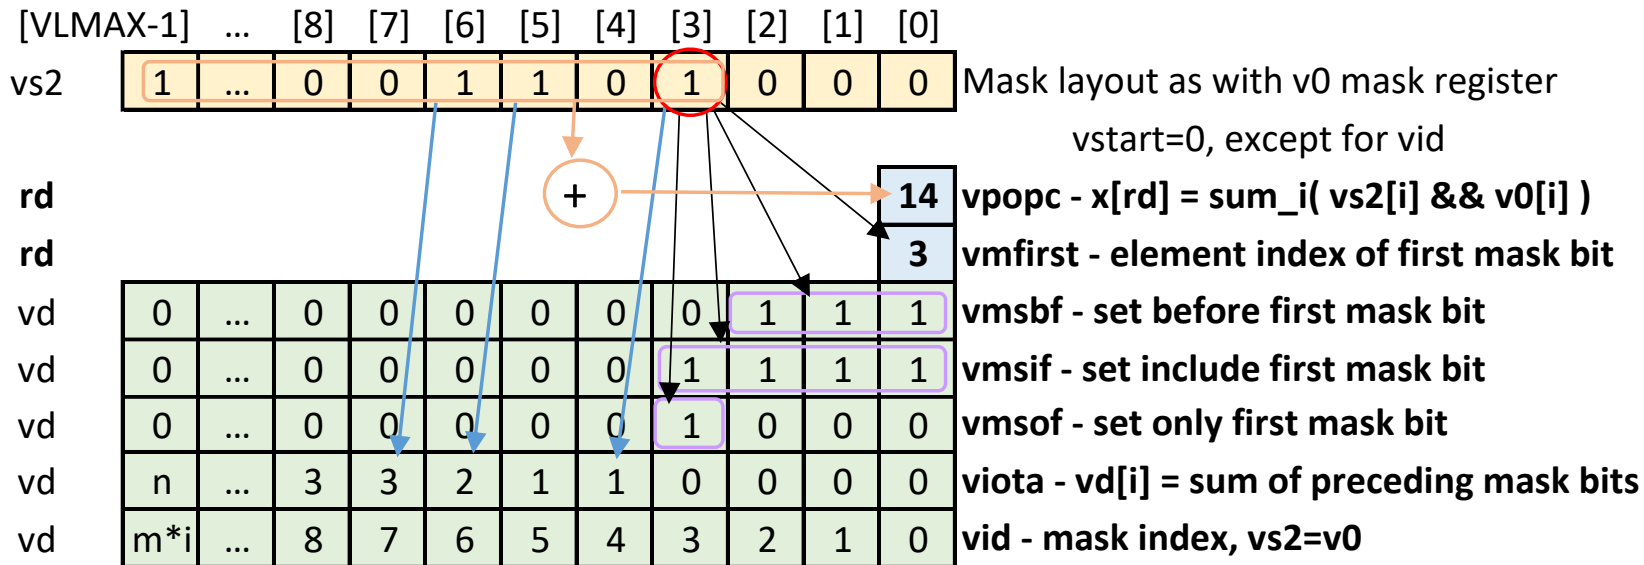 [VLMAX-1] ... [8] [7] [6] [5] [4] [3] [2] [1] [0]
vs2 1 ... 0 0 1 1 0 1 0 0 0 Mask layout as with v0 mask register
vstart=0, except for vid
rd + 14 vpopc - x[rd] = sum_i( vs2[i] && v0[i] )
rd 3 vmfirst - element index of first mask bit
vd 0 ... 0 0 0 0 0 0 1 1 1 vmsbf - set before first mask bit
vd 0 ... 0 0 0 0 0 1 1 1 1 vmsif - set include first mask bit
vd 0 ... 0 0 0 0 0 1 0 0 0 vmsof - set only first mask bit
vd n ... 3 3 2 1 1 0 0 0 0 viota - vd[i] = sum of preceding mask bits
vd m*i ... 8 7 6 5 4 3 2 1 0 vid - mask index, vs2=v0